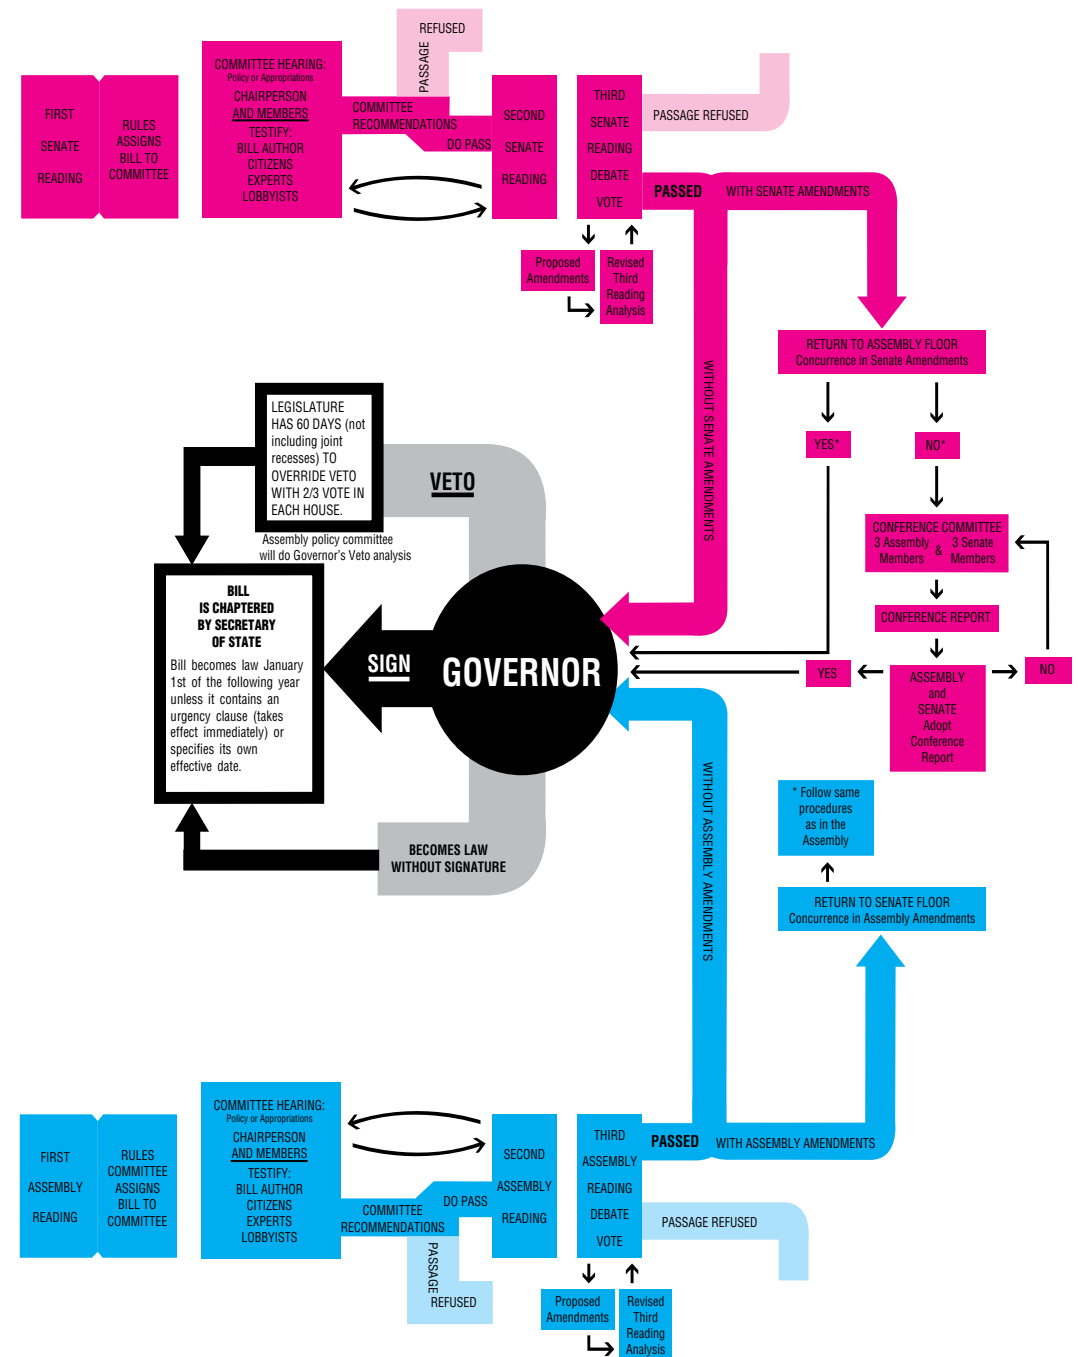 REFUSED
PASSAGE
COMMITTEE HEARING:
Policy or Appropriations
CHAIRPERSON
AND MEMBERS
TESTIFY:
BILL AUTHOR
CITIZENS
EXPERTS
LOBBYISTS
FIRST
SENATE
READING
RULES
ASSIGNS
BILL TO
COMMITTEE
COMMITTEE
RECOMMENDATIONS
DO PASS
SECOND
SENATE
READING
THIRD
SENATE
READING
DEBATE
VOTE
PASSAGE REFUSED
PASSED
WITH SENATE AMENDMENTS
Proposed
Amendments
Revised
Third
Reading
Analysis
WITHOUT SENATE AMENDMENTS
RETURN TO ASSEMBLY FLOOR
Concurrence in Senate Amendments
YES*
NO*
CONFERENCE COMMITTEE
3 Assembly
Members
&
3 Senate
Members
CONFERENCE REPORT
ASSEMBLY
and
SENATE
Adopt
Conference
Report
YES
NO
LEGISLATURE
HAS 60 DAYS (not
including joint
recesses) TO
OVERRIDE VETO
WITH 2/3 VOTE IN
EACH HOUSE.
Assembly policy committee
will do Governor's Veto analysis
VETO
BILL
IS CHAPTERED
BY SECRETARY
OF STATE
Bill becomes law January
1st of the following year
unless it contains an
urgency clause (takes
effect immediately) or
specifies its own
effective date.
SIGN
GOVERNOR
BECOMES LAW
WITHOUT SIGNATURE
WITHOUT ASSEMBLY AMENDMENTS
* Follow same
procedures
as in the
Assembly
RETURN TO SENATE FLOOR
Concurrence in Assembly Amendments
FIRST
ASSEMBLY
READING
RULES
COMMITTEE
ASSIGNS
BILL TO
COMMITTEE
COMMITTEE HEARING:
Policy or Appropriations
CHAIRPERSON
AND MEMBERS
TESTIFY:
BILL AUTHOR
CITIZENS
EXPERTS
LOBBYISTS
COMMITTEE
RECOMMENDATIONS
DO PASS
PASSAGE
REFUSED
SECOND
ASSEMBLY
READING
THIRD
ASSEMBLY
READING
DEBATE
VOTE
PASSED
WITH ASSEMBLY AMENDMENTS
PASSAGE REFUSED
Proposed
Amendments
Revised
Third
Reading
Analysis